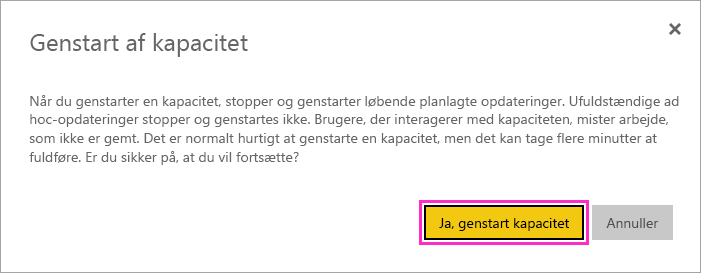 Genstart af kapacitet
Når du genstarter en kapacitet, stopper og genstarter løbende planlagte opdateringer. Ufuldstændige ad
hoc-opdateringer stopper og genstartes ikke. Brugere, der interagerer med kapaciteten, mister arbejde,
som ikke er gemt. Det er normalt hurtigt at genstarte en kapacitet, men det kan tage flere minutter at
fuldføre. Er du sikker på, at du vil fortsætte?
Ja, genstart kapacitet
Annuller